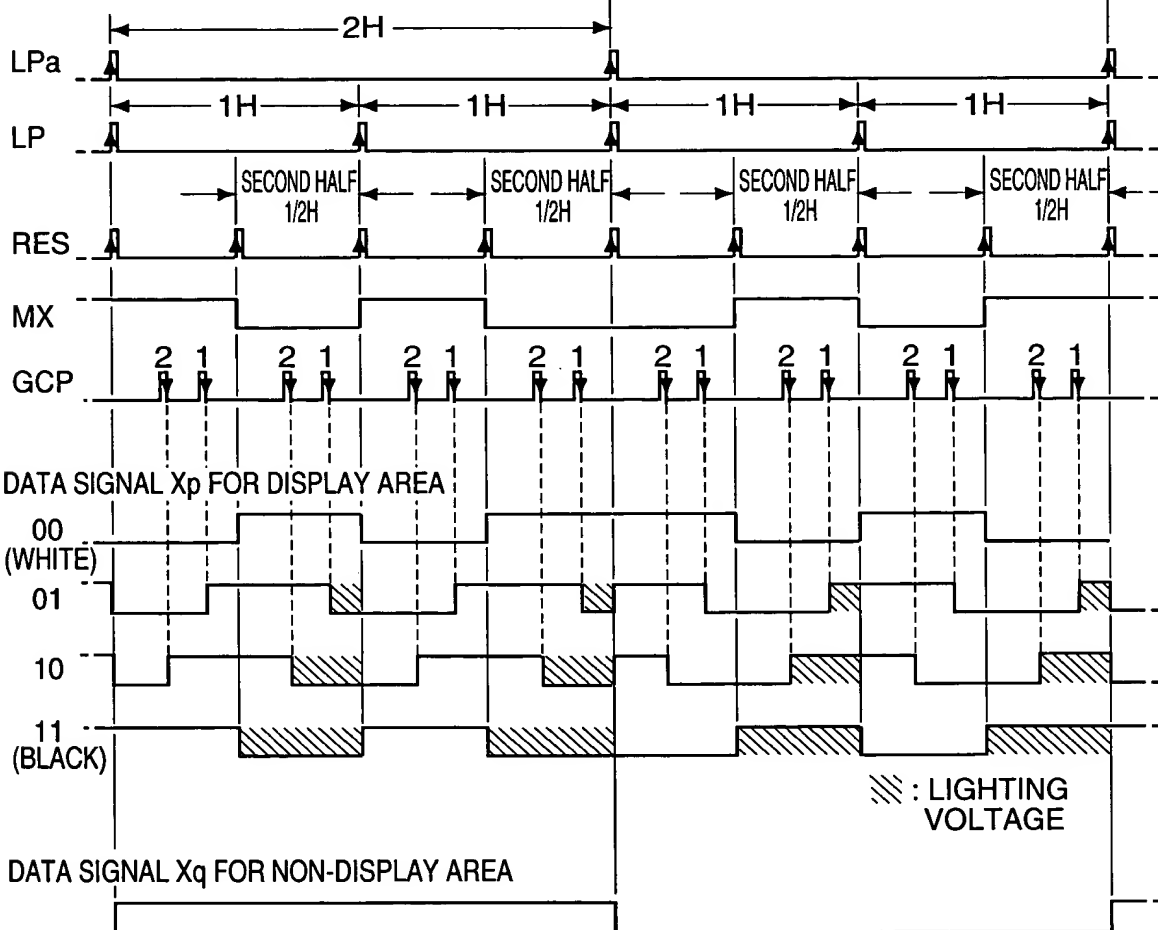 2H
LPa
1H 1H 1H 1H
LP
SECOND HALF SECOND HALF SECOND HALF SECOND HALF
1/2H 1/2H 1/2H 1/2H
RES
MX
2 1 2 1 2 1 2 1 2 1 2 1 2 1 2 1
GCP
DATA SIGNAL Xp FOR DISPLAY AREA
00
(WHITE)
01
10
11
(BLACK)
: LIGHTING
VOLTAGE
DATA SIGNAL Xq FOR NON-DISPLAY AREA